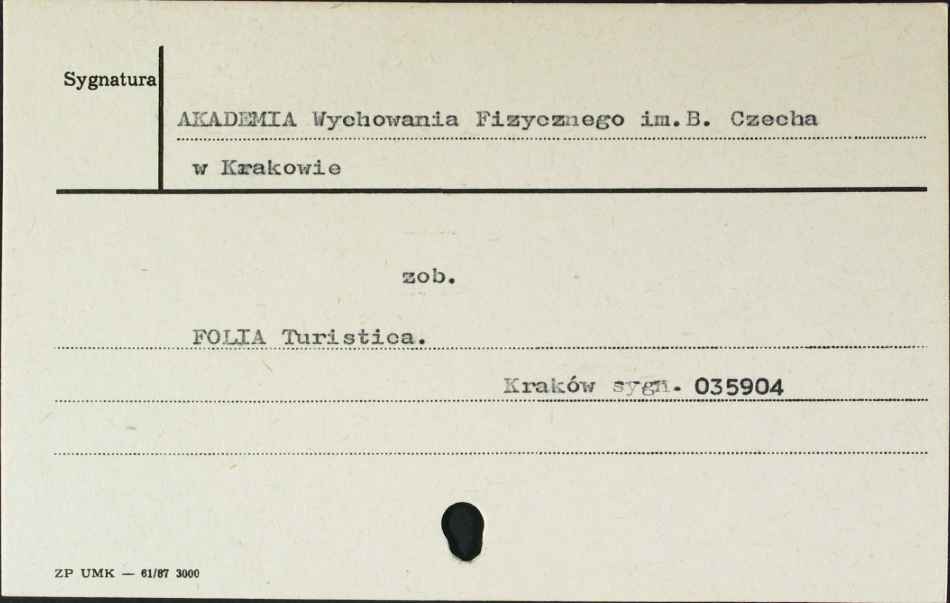 Sygnatura
AKADEMIA Wychowania Fizycznego im.B. Czecha
w Krakowie
zob.
FOLIA Turistica.
Kraków sygn. 035904
ZP UMK — 61/87 3000